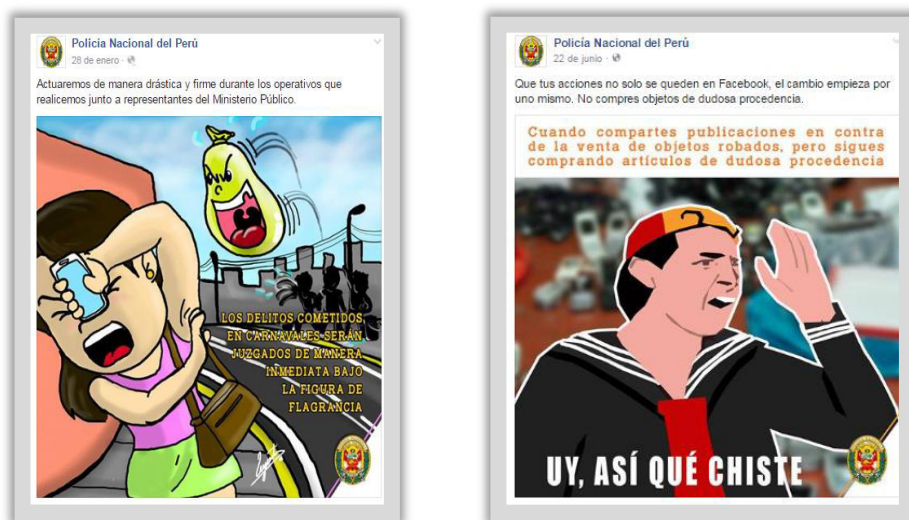 Policía Nacional del Perú
28 de enero ·
Actuaremos de manera drástica y firme durante los operativos que
realicemos junto a representantes del Ministerio Público.
LOS DELITOS COMETIDOS
EN CARNAVALES SERÁN
JUZGADOS DE MANERA
INMEDIATA BAJO
LA FIGURA DE
FLAGRANCIA
Policía Nacional del Perú
22 de junio ·
Que tus acciones no solo se queden en Facebook, el cambio empieza por
uno mismo. No compres objetos de dudosa procedencia.
Cuando compartes publicaciones en contra
de la venta de objetos robados, pero sigues
comprando artículos de dudosa procedencia
UY, ASÍ QUÉ CHISTE